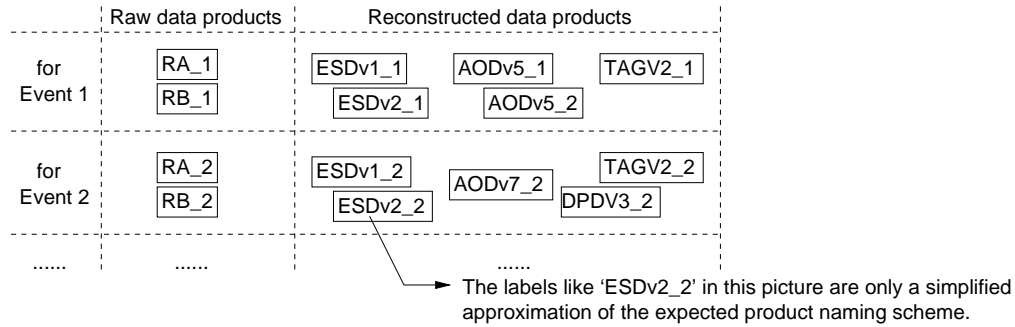 Raw data products Reconstructed data products
for Event 1
RA_1
RB_1
ESDv1_1 AODv5_1 TAGV2_1
ESDv2_1 AODv5_2
for Event 2
RA_2
RB_2
ESDv1_2 AODv7_2 TAGV2_2
ESDv2_2 DPDV3_2
...... ...... ......
The labels like ‘ESDv2_2’ in this picture are only a simplified
approximation of the expected product naming scheme.